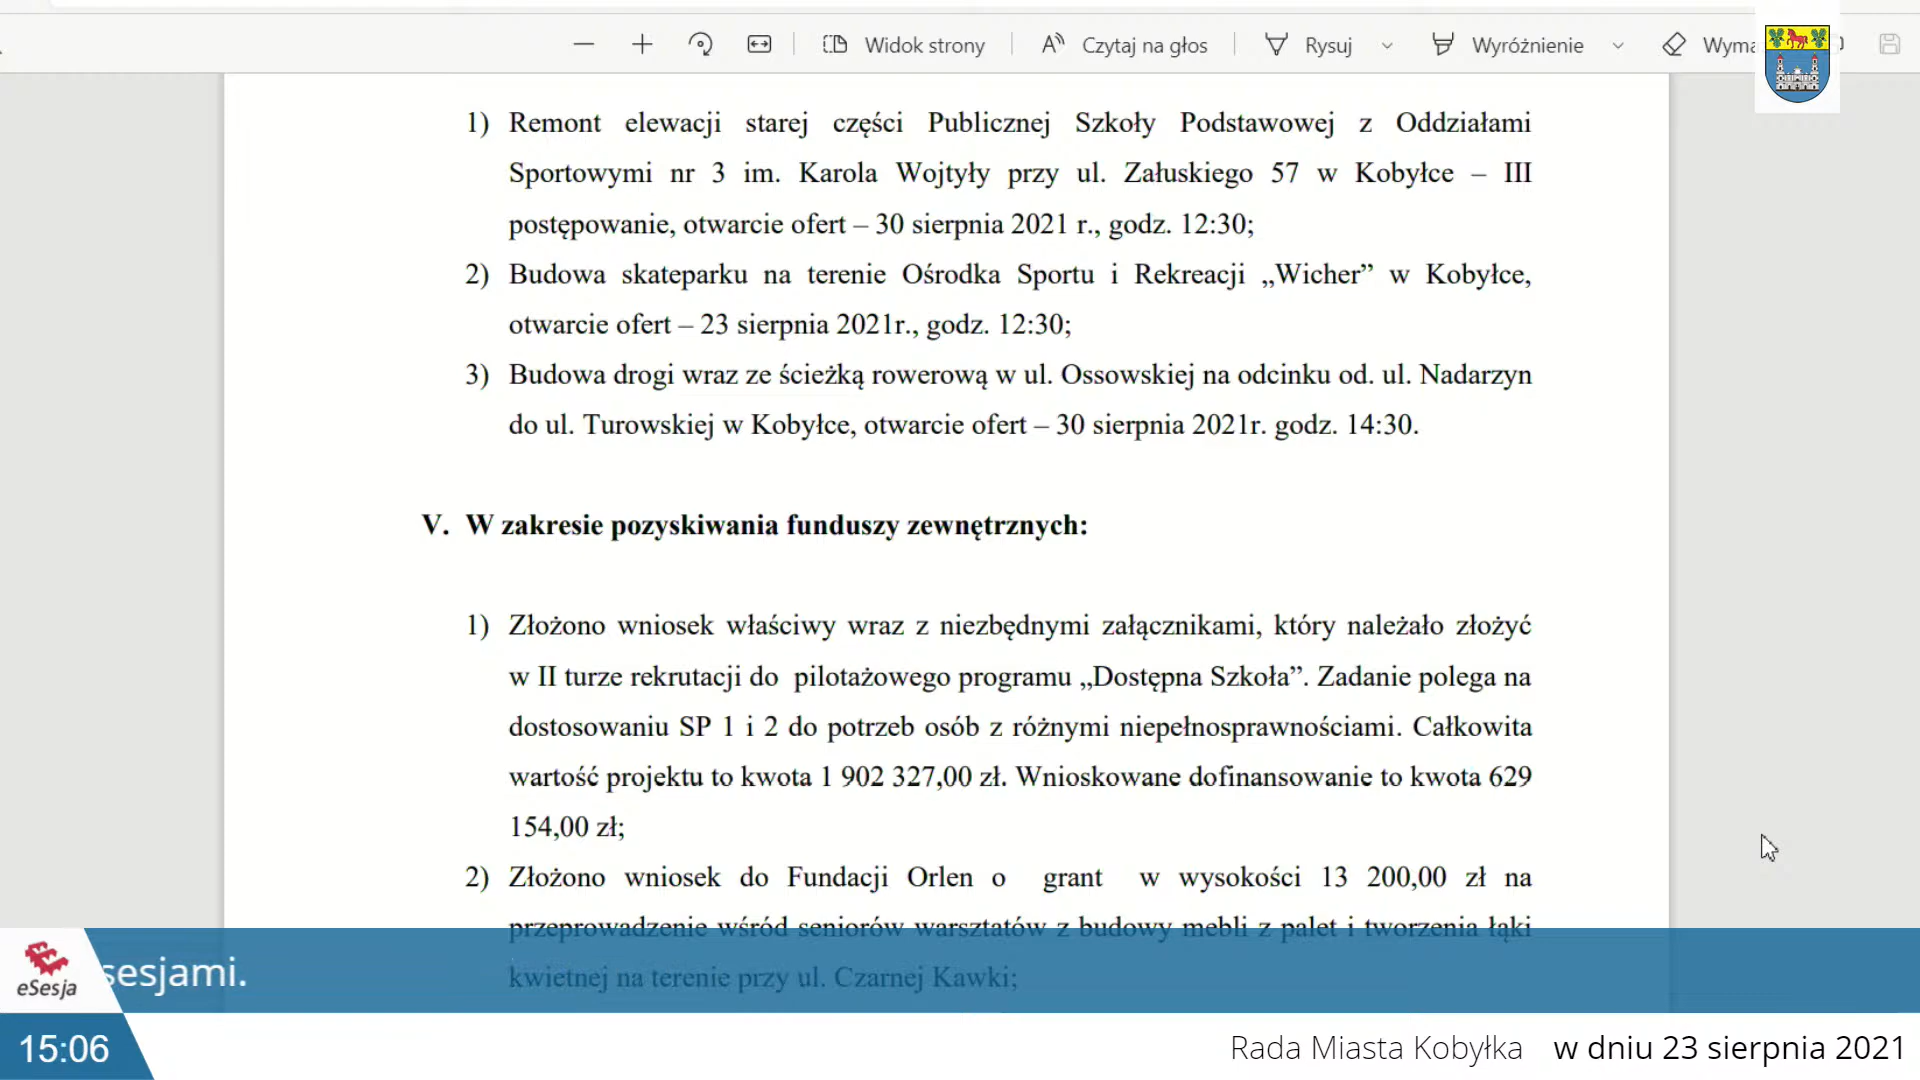 Widok strony
Czytaj na głos
Rysuj
Wyróżnienie
Wyma
1) Remont elewacji starej części Publicznej Szkoły Podstawowej z Oddziałami
Sportowymi nr 3 im. Karola Wojtyły przy ul. Załuskiego 57 w Kobyłce – III
postępowanie, otwarcie ofert – 30 sierpnia 2021 r., godz. 12:30;
2) Budowa skateparku na terenie Ośrodka Sportu i Rekreacji „Wicher” w Kobyłce,
otwarcie ofert – 23 sierpnia 2021r., godz. 12:30;
3) Budowa drogi wraz ze ścieżką rowerową w ul. Ossowskiej na odcinku od. ul. Nadarzyn
do ul. Turowskiej w Kobyłce, otwarcie ofert – 30 sierpnia 2021r. godz. 14:30.
V. W zakresie pozyskiwania funduszy zewnętrznych:
1) Złożono wniosek właściwy wraz z niezbędnymi załącznikami, który należało złożyć
w II turze rekrutacji do pilotażowego programu „Dostępna Szkoła”. Zadanie polega na
dostosowaniu SP 1 i 2 do potrzeb osób z różnymi niepełnosprawnościami. Całkowita
wartość projektu to kwota 1 902 327,00 zł. Wnioskowane dofinansowanie to kwota 629
154,00 zł;
2) Złożono wniosek do Fundacji Orlen o grant w wysokości 13 200,00 zł na
przeprowadzenie wśród seniorów warsztatów z budowy mebli z palet i tworzenia łąki
kwietnej na terenie przy ul. Czarnej Kawki;
eSesja
sesjami.
15:06
Rada Miasta Kobyłka w dniu 23 sierpnia 2021